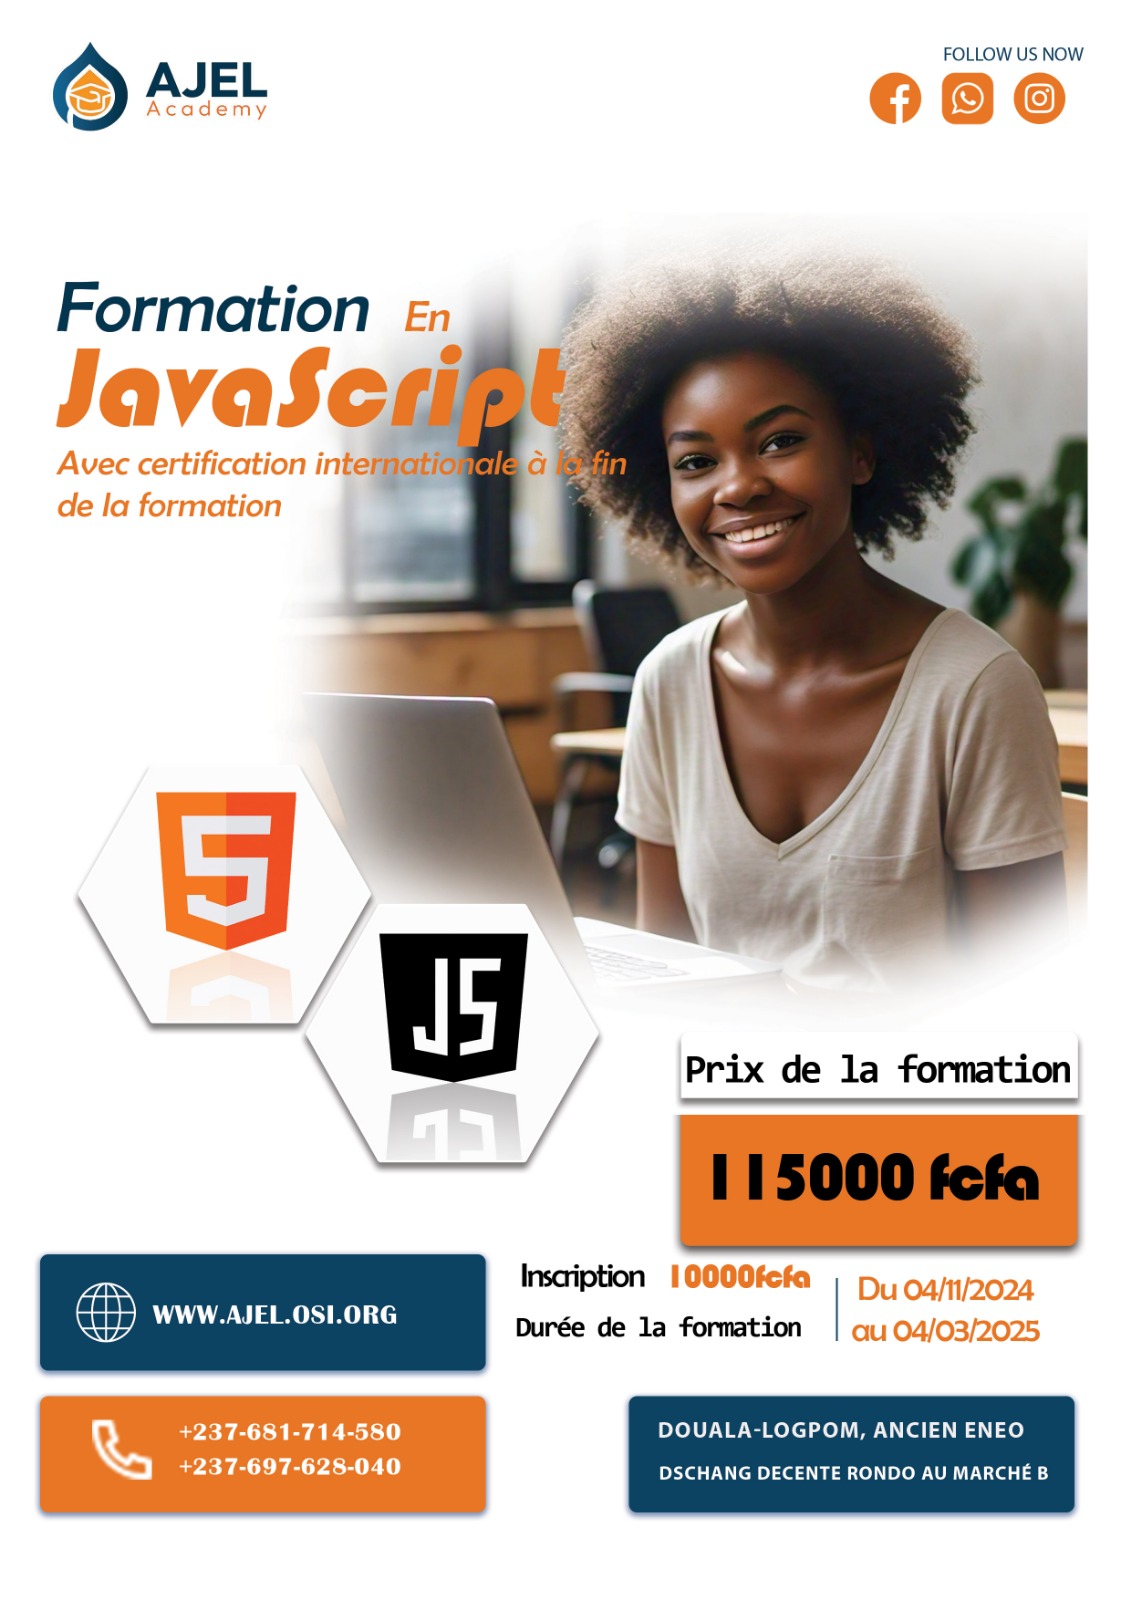 AJEL
Academy
FOLLOW US NOW
Formation En
JavaScript
Avec certification internationale à la fin
de la formation
5
JS
Prix de la formation
115000 fcfa
Inscription 10000fcfa
Durée de la formation
Du 04/11/2024
au 04/03/2025
WWW.AJEL.OSI.ORG
+237-681-714-580
+237-697-628-040
DOUALA-LOGPOM, ANCIEN ENEO
DSCHANG DECENTE RONDO AU MARCHÉ B